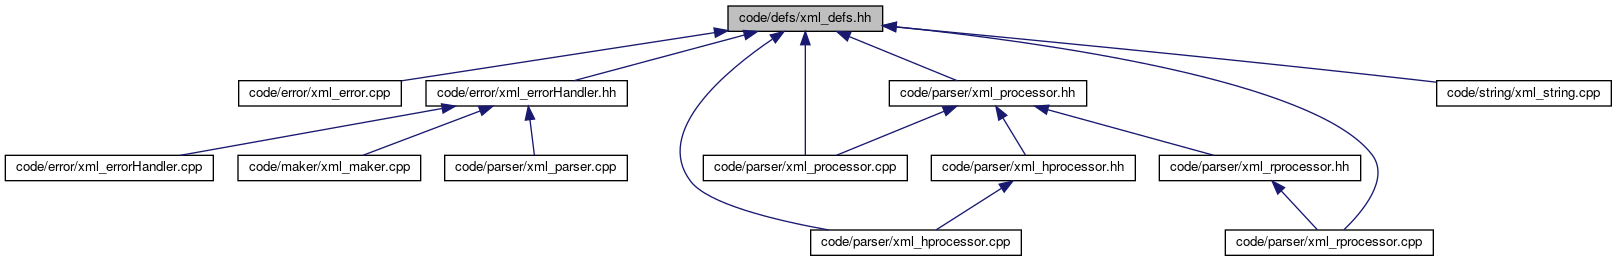 code/defs/xml_defs.hh
code/error/xml_error.cpp
code/error/xml_errorHandler.hh
code/parser/xml_processor.hh
code/string/xml_string.cpp
code/error/xml_errorHandler.cpp
code/maker/xml_maker.cpp
code/parser/xml_parser.cpp
code/parser/xml_processor.cpp
code/parser/xml_hprocessor.hh
code/parser/xml_rprocessor.hh
code/parser/xml_hprocessor.cpp
code/parser/xml_rprocessor.cpp